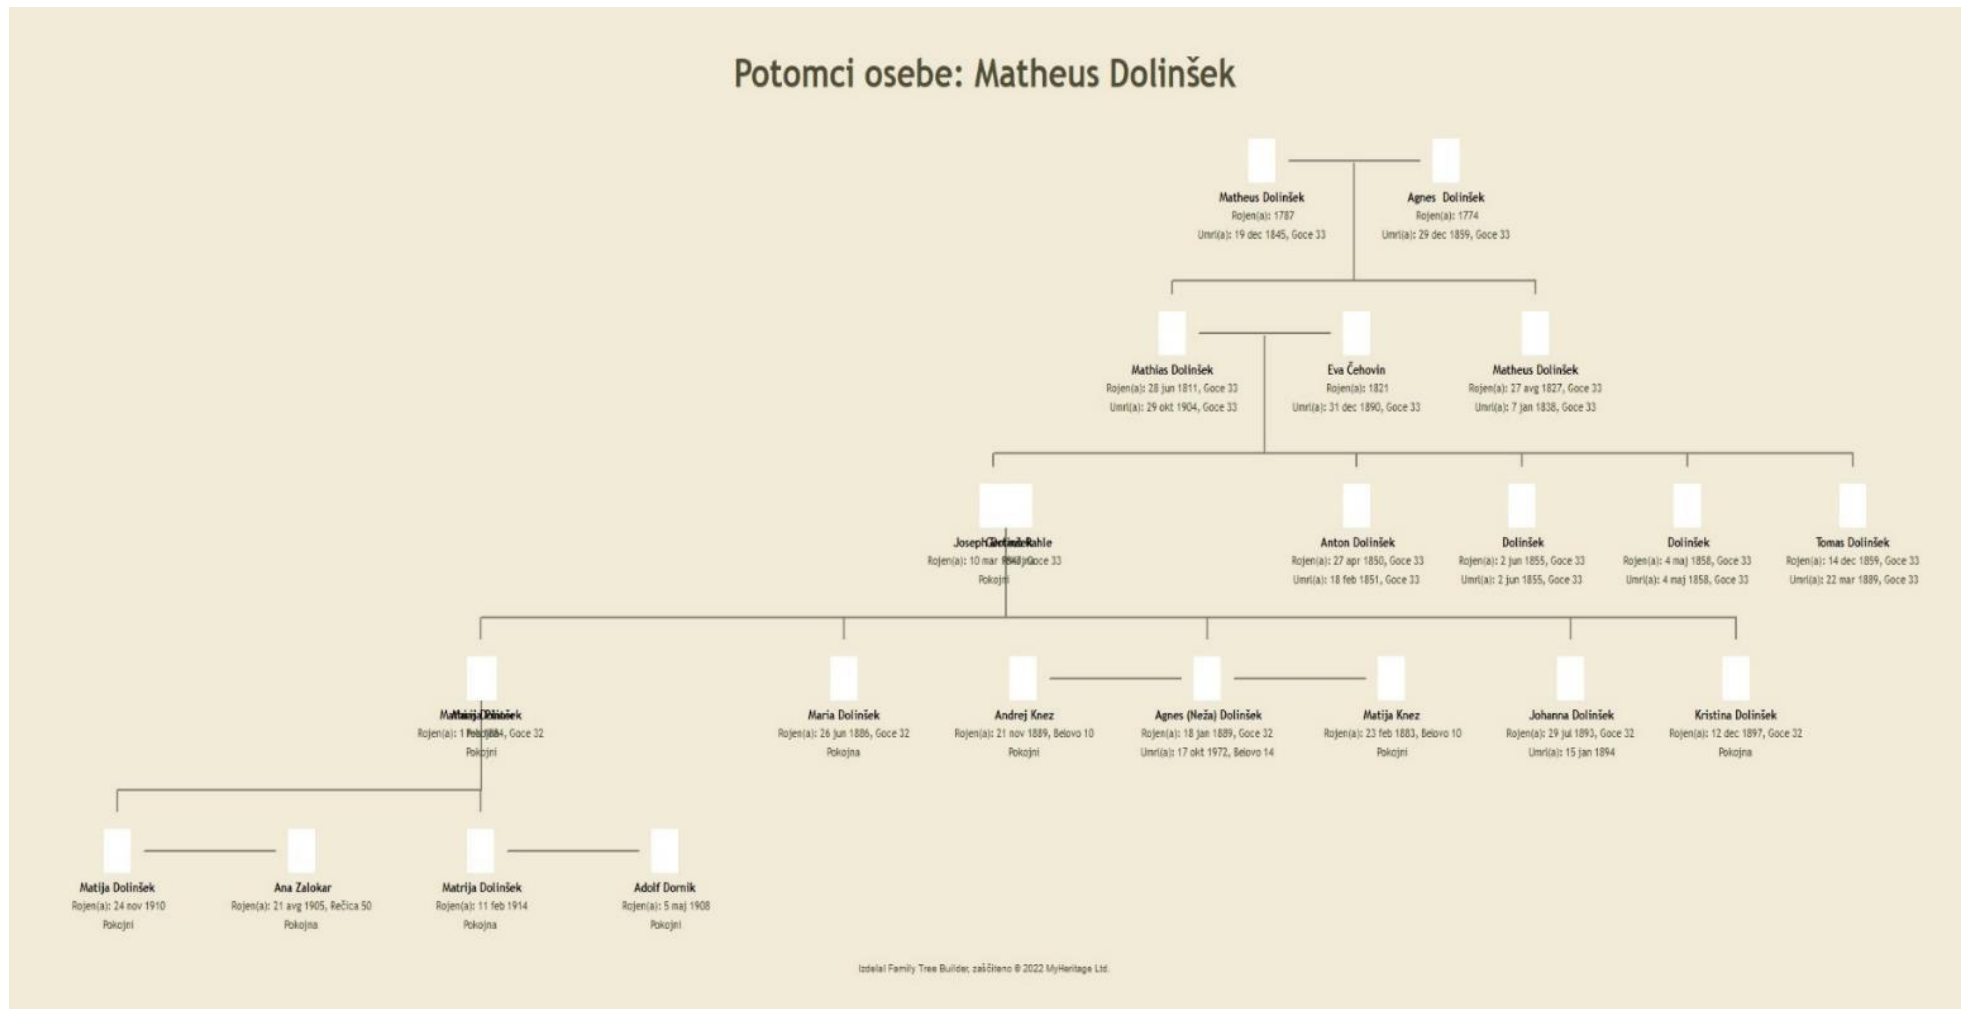 Potomci osebe: Matheus Dolinšek
Matheus Dolinšek
Rojen(a): 1787
Umrl(a): 19 dec 1845, Goce 33
Agnes Dolinšek
Rojen(a): 1774
Umrl(a): 29 dec 1859, Goce 33
Mathias Dolinšek
Rojen(a): 28 jun 1811, Goce 33
Umrl(a): 29 okt 1904, Goce 33
Eva Čehovin
Rojen(a): 1821
Umrl(a): 31 dec 1890, Goce 33
Matheus Dolinšek
Rojen(a): 27 avg 1827, Goce 33
Umrl(a): 7 jan 1838, Goce 33
Joseph
Rojen(a): 10 mar Goce 33
Pokojni
Anton Dolinšek
Rojen(a): 27 apr 1850, Goce 33
Umrl(a): 18 feb 1851, Goce 33
Dolinšek
Rojen(a): 2 jun 1855, Goce 33
Umrl(a): 2 jun 1855, Goce 33
Dolinšek
Rojen(a): 4 maj 1858, Goce 33
Umrl(a): 4 maj 1858, Goce 33
Tomas Dolinšek
Rojen(a): 14 dec 1859, Goce 33
Umrl(a): 22 mar 1889, Goce 33
Rojen(a): Goce 32
Pokojni
Maria Dolinšek
Rojen(a): 26 jun 1886, Goce 32
Pokojna
Andrej Knez
Rojen(a): 21 nov 1889, Belovo 10
Pokojni
Agnes (Neža) Dolinšek
Rojen(a): 18 jan 1889, Goce 32
Umrl(a): 17 okt 1972, Belovo 14
Matija Knez
Rojen(a): 23 feb 1883, Belovo 10
Pokojni
Johanna Dolinšek
Rojen(a): 29 jul 1893, Goce 32
Umrl(a): 15 jan 1894
Kristina Dolinšek
Rojen(a): 12 dec 1897, Goce 32
Pokojna
Matija Dolinšek
Rojen(a): 24 nov 1910
Pokojni
Ana Zalokar
Rojen(a): 21 avg 1905, Rečica 50
Pokojna
Matrija Dolinšek
Rojen(a): 11 feb 1914
Pokojna
Adolf Dornik
Rojen(a): 5 maj 1908
Pokojni
Izdelal Family Tree Builder, zaščiteno © 2022 MyHeritage Ltd.